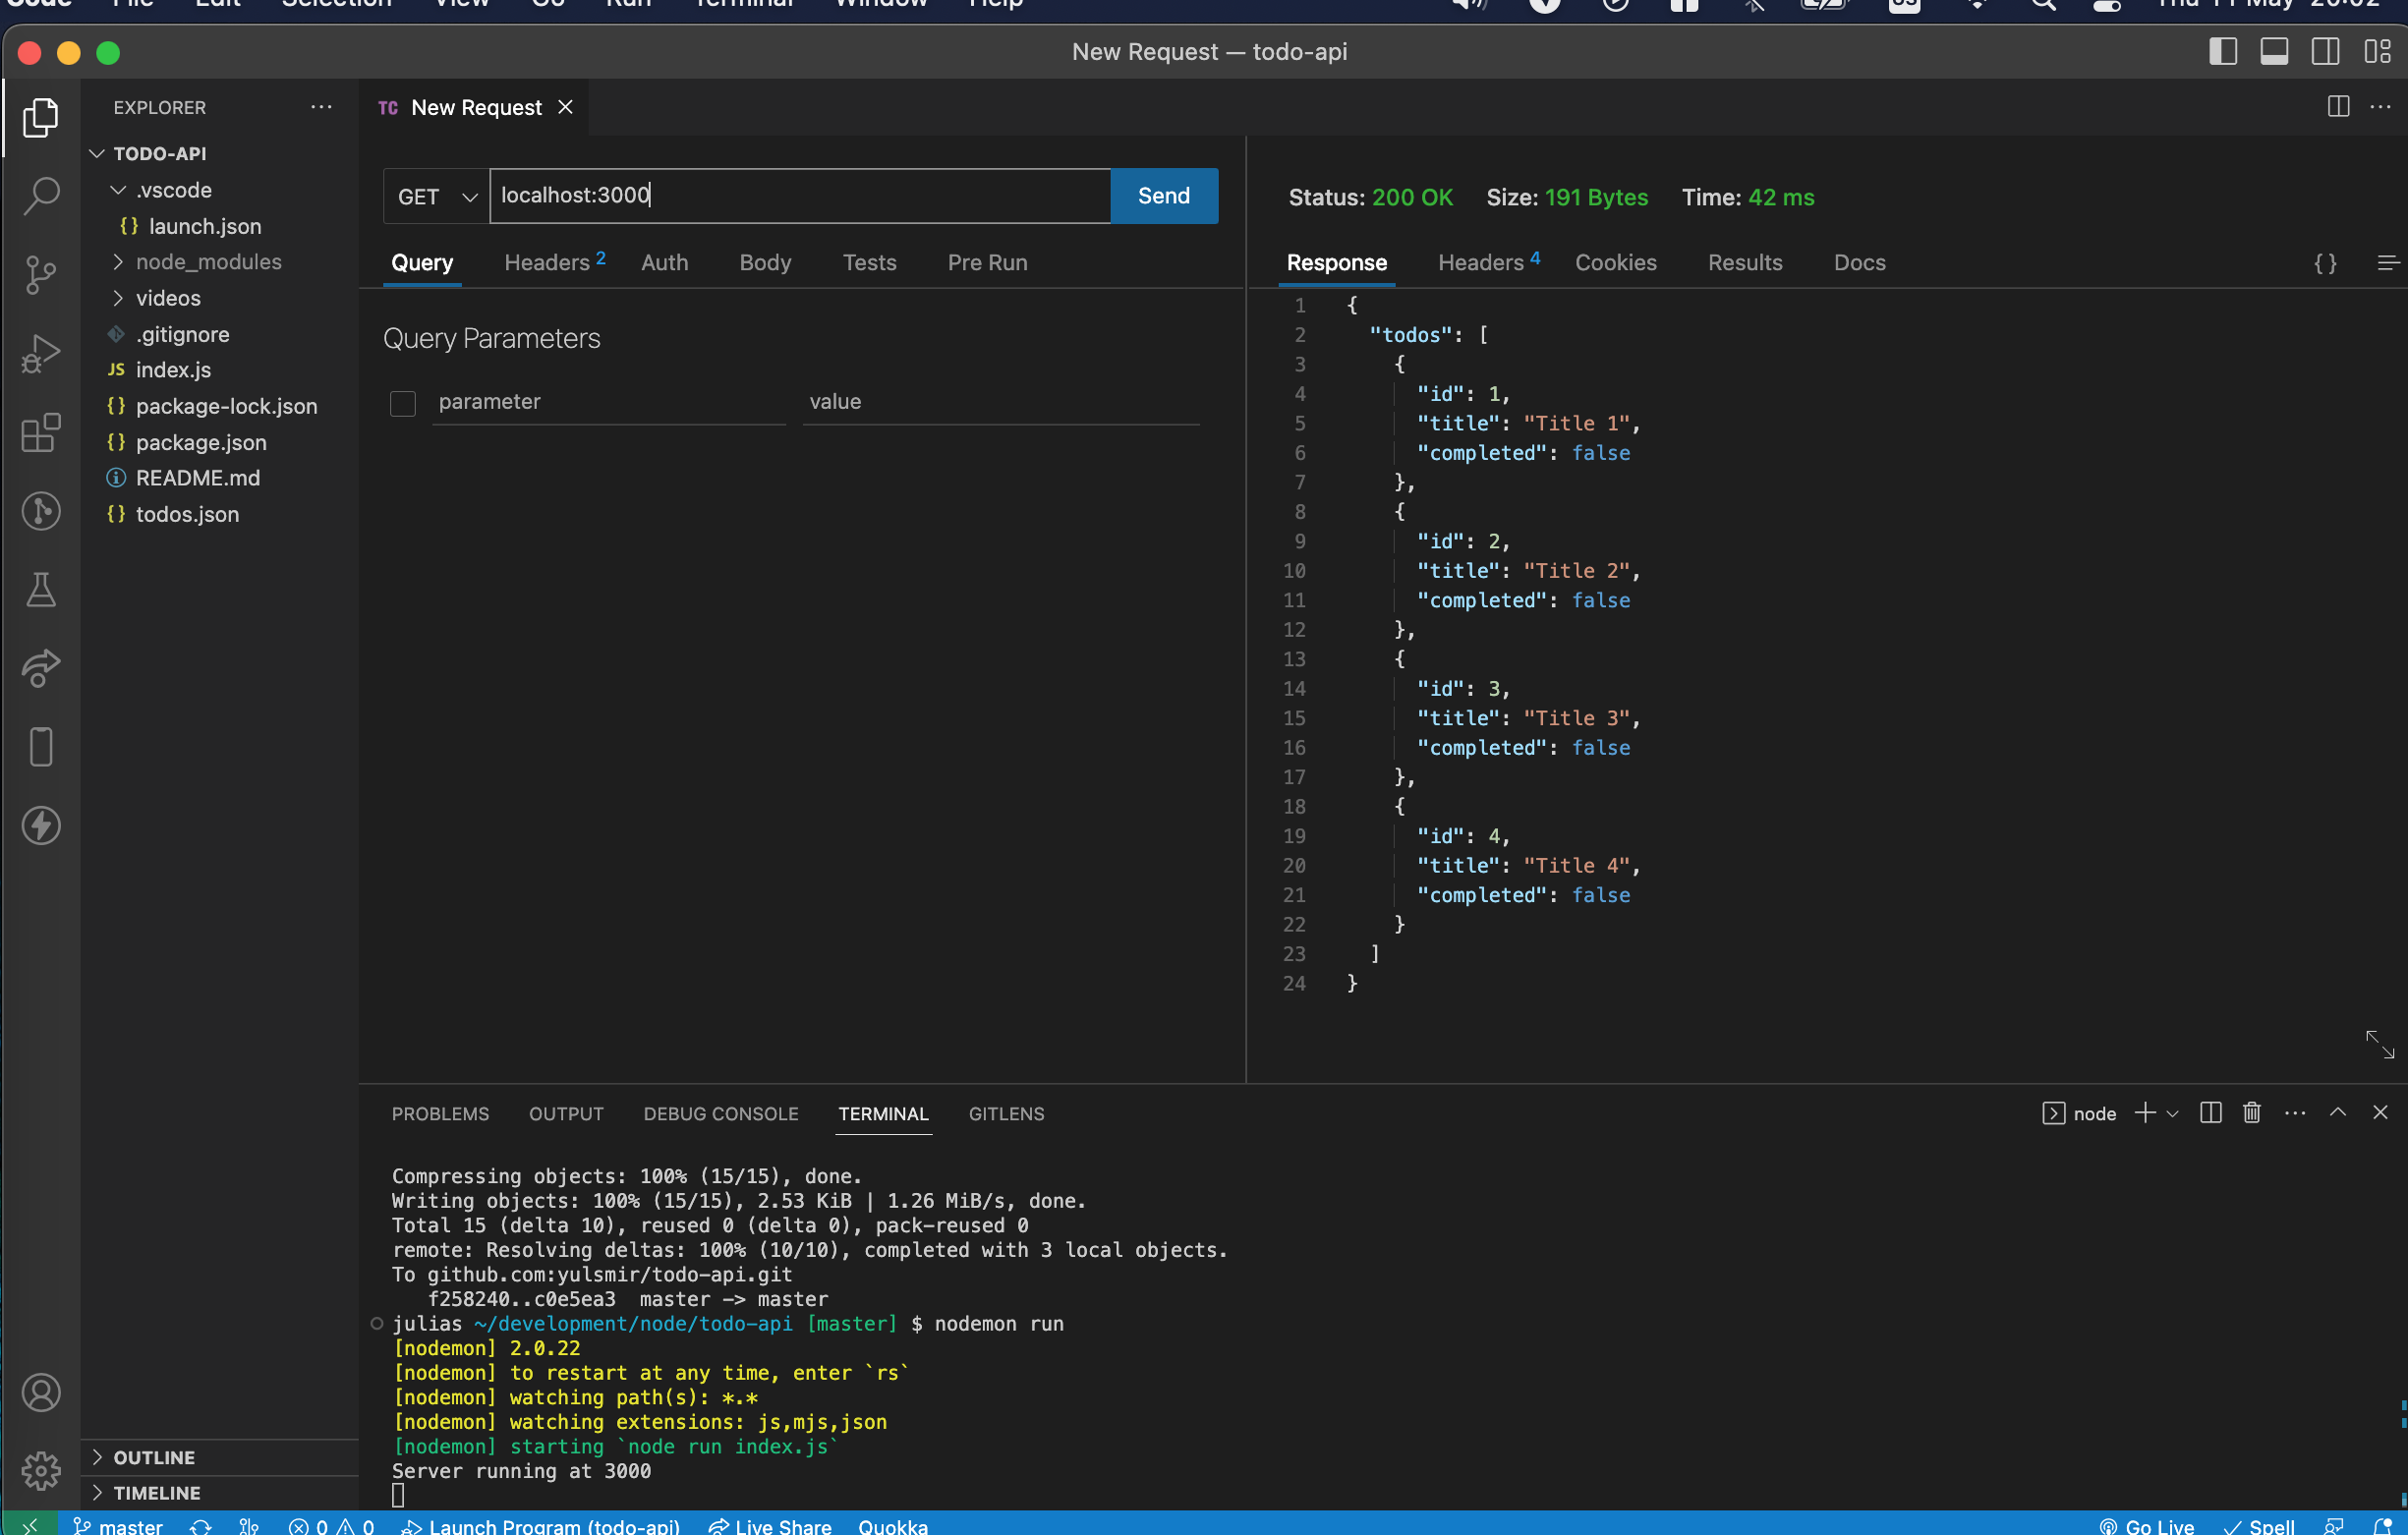 Code File Edit Selection View Go Run Terminal Window Help
New Request — todo-api
EXPLORER
TODO-API
.vscode
{} launch.json
node_modules
videos
.gitignore
JS index.js
{} package-lock.json
{} package.json
README.md
{} todos.json
OUTLINE
TIMELINE
TC New Request
GET localhost:3000 Send
Query Headers 2 Auth Body Tests Pre Run
Query Parameters
parameter value
Status: 200 OK Size: 191 Bytes Time: 42 ms
Response Headers 4 Cookies Results Docs {}
1 {
2 "todos": [
3 {
4 "id": 1,
5 "title": "Title 1",
6 "completed": false
7 },
8 {
9 "id": 2,
10 "title": "Title 2",
11 "completed": false
12 },
13 {
14 "id": 3,
15 "title": "Title 3",
16 "completed": false
17 },
18 {
19 "id": 4,
20 "title": "Title 4",
21 "completed": false
22 }
23 ]
24 }
PROBLEMS OUTPUT DEBUG CONSOLE TERMINAL GITLENS
node
Compressing objects: 100% (15/15), done.
Writing objects: 100% (15/15), 2.53 KiB | 1.26 MiB/s, done.
Total 15 (delta 10), reused 0 (delta 0), pack-reused 0
remote: Resolving deltas: 100% (10/10), completed with 3 local objects.
To github.com:yulsmir/todo-api.git
f258240..c0e5ea3 master -> master
julias ~/development/node/todo-api [master] $ nodemon run
[nodemon] 2.0.22
[nodemon] to restart at any time, enter `rs`
[nodemon] watching path(s): *.*
[nodemon] watching extensions: js,mjs,json
[nodemon] starting `node run index.js`
Server running at 3000
master 0 0 Launch Program (todo-api) Live Share Quokka Go Live Spell